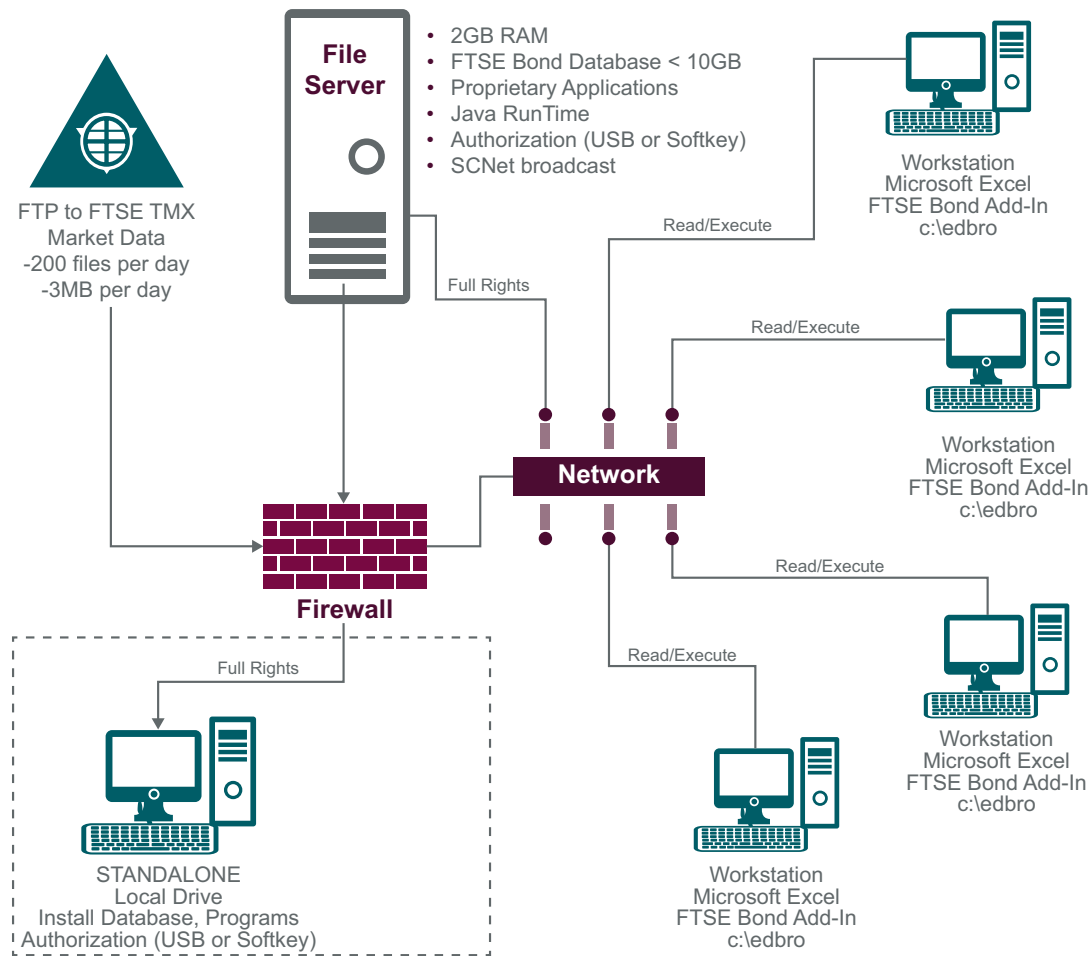 File
Server
• 2GB RAM
• FTSE Bond Database < 10GB
• Proprietary Applications
• Java RunTime
• Authorization (USB or Softkey)
• SCNet broadcast
FTP to FTSE TMX
Market Data
-200 files per day
-3MB per day
Full Rights
Read/Execute
Workstation
Microsoft Excel
FTSE Bond Add-In
c:\edbro
Read/Execute
Workstation
Microsoft Excel
FTSE Bond Add-In
c:\edbro
Network
Firewall
Read/Execute
Workstation
Microsoft Excel
FTSE Bond Add-In
c:\edbro
Read/Execute
Workstation
Microsoft Excel
FTSE Bond Add-In
c:\edbro
Full Rights
STANDALONE
Local Drive
Install Database, Programs
Authorization (USB or Softkey)